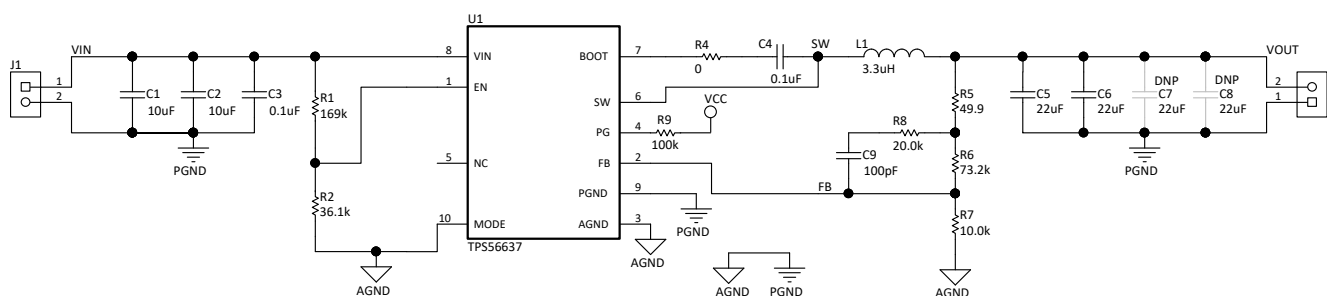 U1
VIN
8
VIN
BOOT
7
R4
0
C4
0.1uF
SW
L1
3.3uH
VOUT
J1
1
2
C1
10uF
C2
10uF
C3
0.1uF
R1
169k
1
EN
SW
6
VCC
R5
49.9
C5
22uF
C6
22uF
DNP
C7
22uF
DNP
C8
22uF
2
1
PGND
PG
4
R9
100k
R8
20.0k
C9
100pF
R6
73.2k
PGND
5
NC
FB
2
FB
R2
36.1k
PGND
9
PGND
R7
10.0k
10
MODE
AGND
3
TPS56637
AGND
AGND
AGND
PGND
AGND